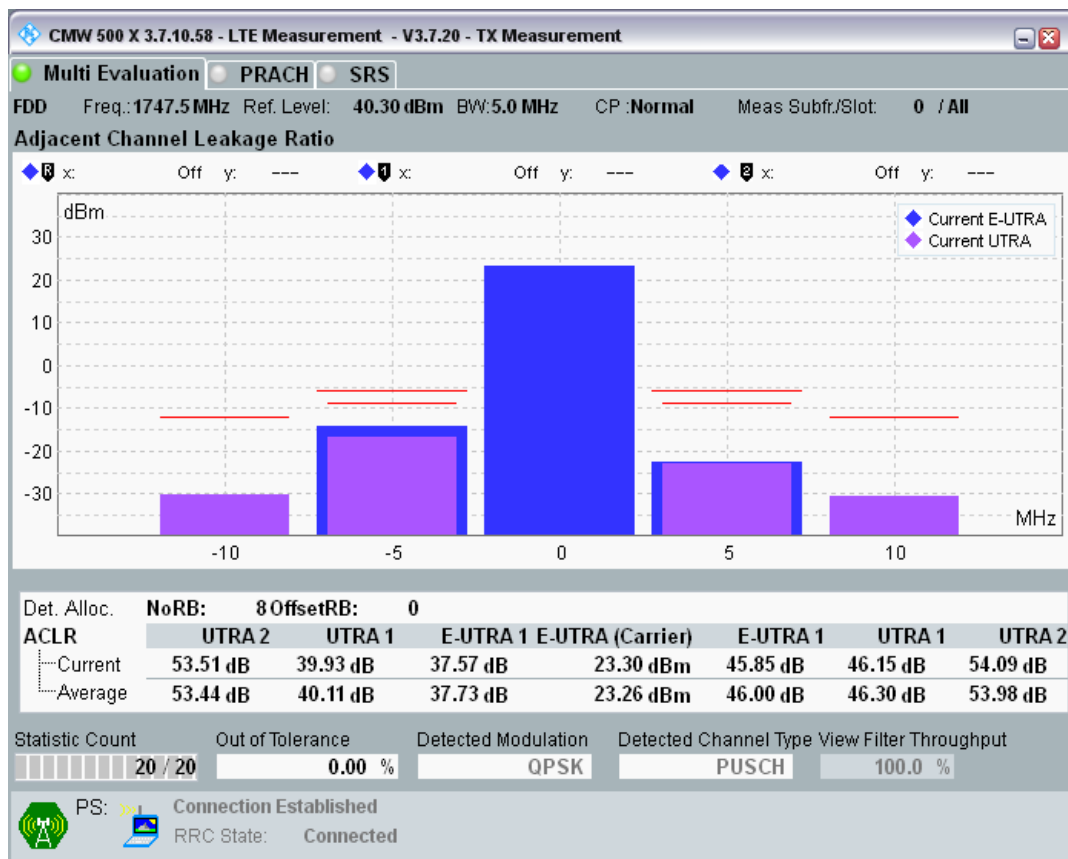 CMW 500 X 3.7.10.58 - LTE Measurement - V3.7.20 - TX Measurement
Multi Evaluation PRACH SRS
FDD Freq.:1747.5 MHz Ref. Level: 40.30 dBm BW:5.0 MHz CP :Normal Meas Subfr./Slot: 0 / All
Adjacent Channel Leakage Ratio
R x: Off y: --- 1 x: Off y: --- 2 x: Off y: ---
dBm
Current E-UTRA
Current UTRA
30
20
10
0
-10
-20
-30
MHz
-10 -5 0 5 10
Det. Alloc. NoRB: 8 OffsetRB: 0
ACLR UTRA 2 UTRA 1 E-UTRA 1 E-UTRA (Carrier) E-UTRA 1 UTRA 1 UTRA 2
Current 53.51 dB 39.93 dB 37.57 dB 23.30 dBm 45.85 dB 46.15 dB 54.09 dB
Average 53.44 dB 40.11 dB 37.73 dB 23.26 dBm 46.00 dB 46.30 dB 53.98 dB
Statistic Count Out of Tolerance Detected Modulation Detected Channel Type View Filter Throughput
20 / 20 0.00 % QPSK PUSCH 100.0 %
PS: Connection Established
RRC State: Connected